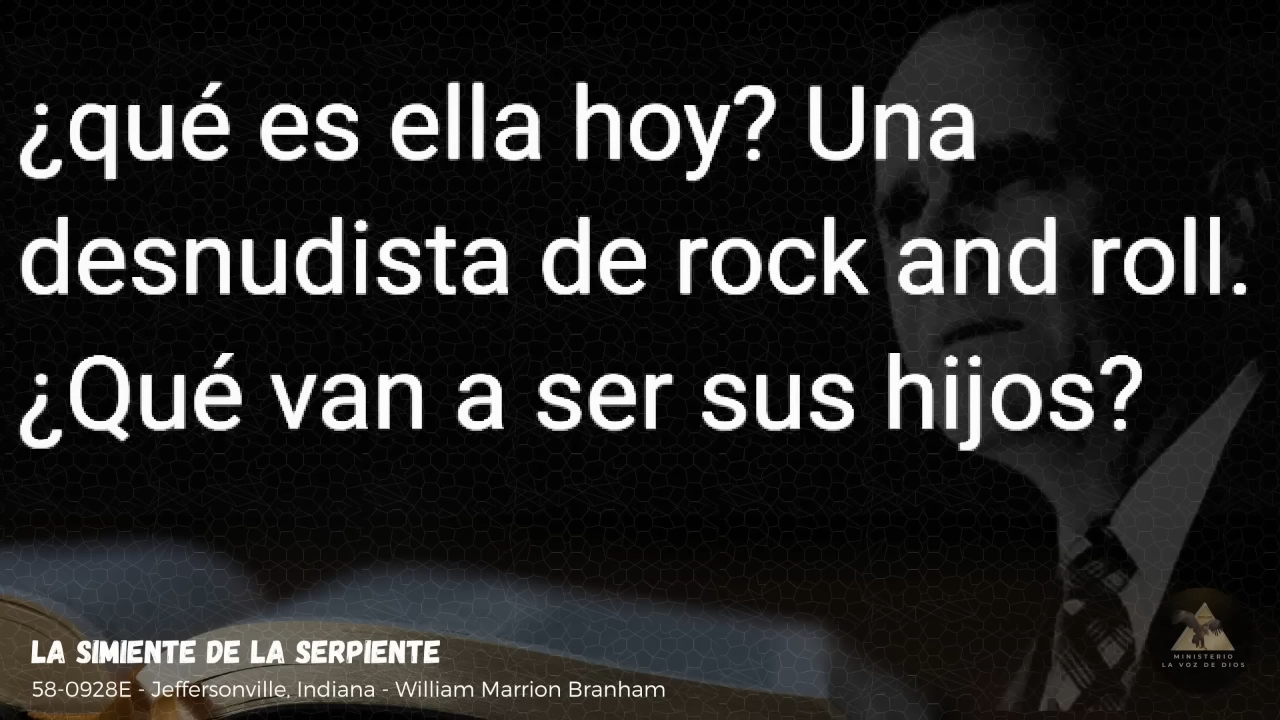 ¿qué es ella hoy? Una
desnudista de rock and roll.
¿Qué van a ser sus hijos?
LA SIMIENTE DE LA SERPIENTE
58-0928E - Jeffersonville, Indiana - William Marrion Branham
MINISTERIO
LA VOZ DE DIOS